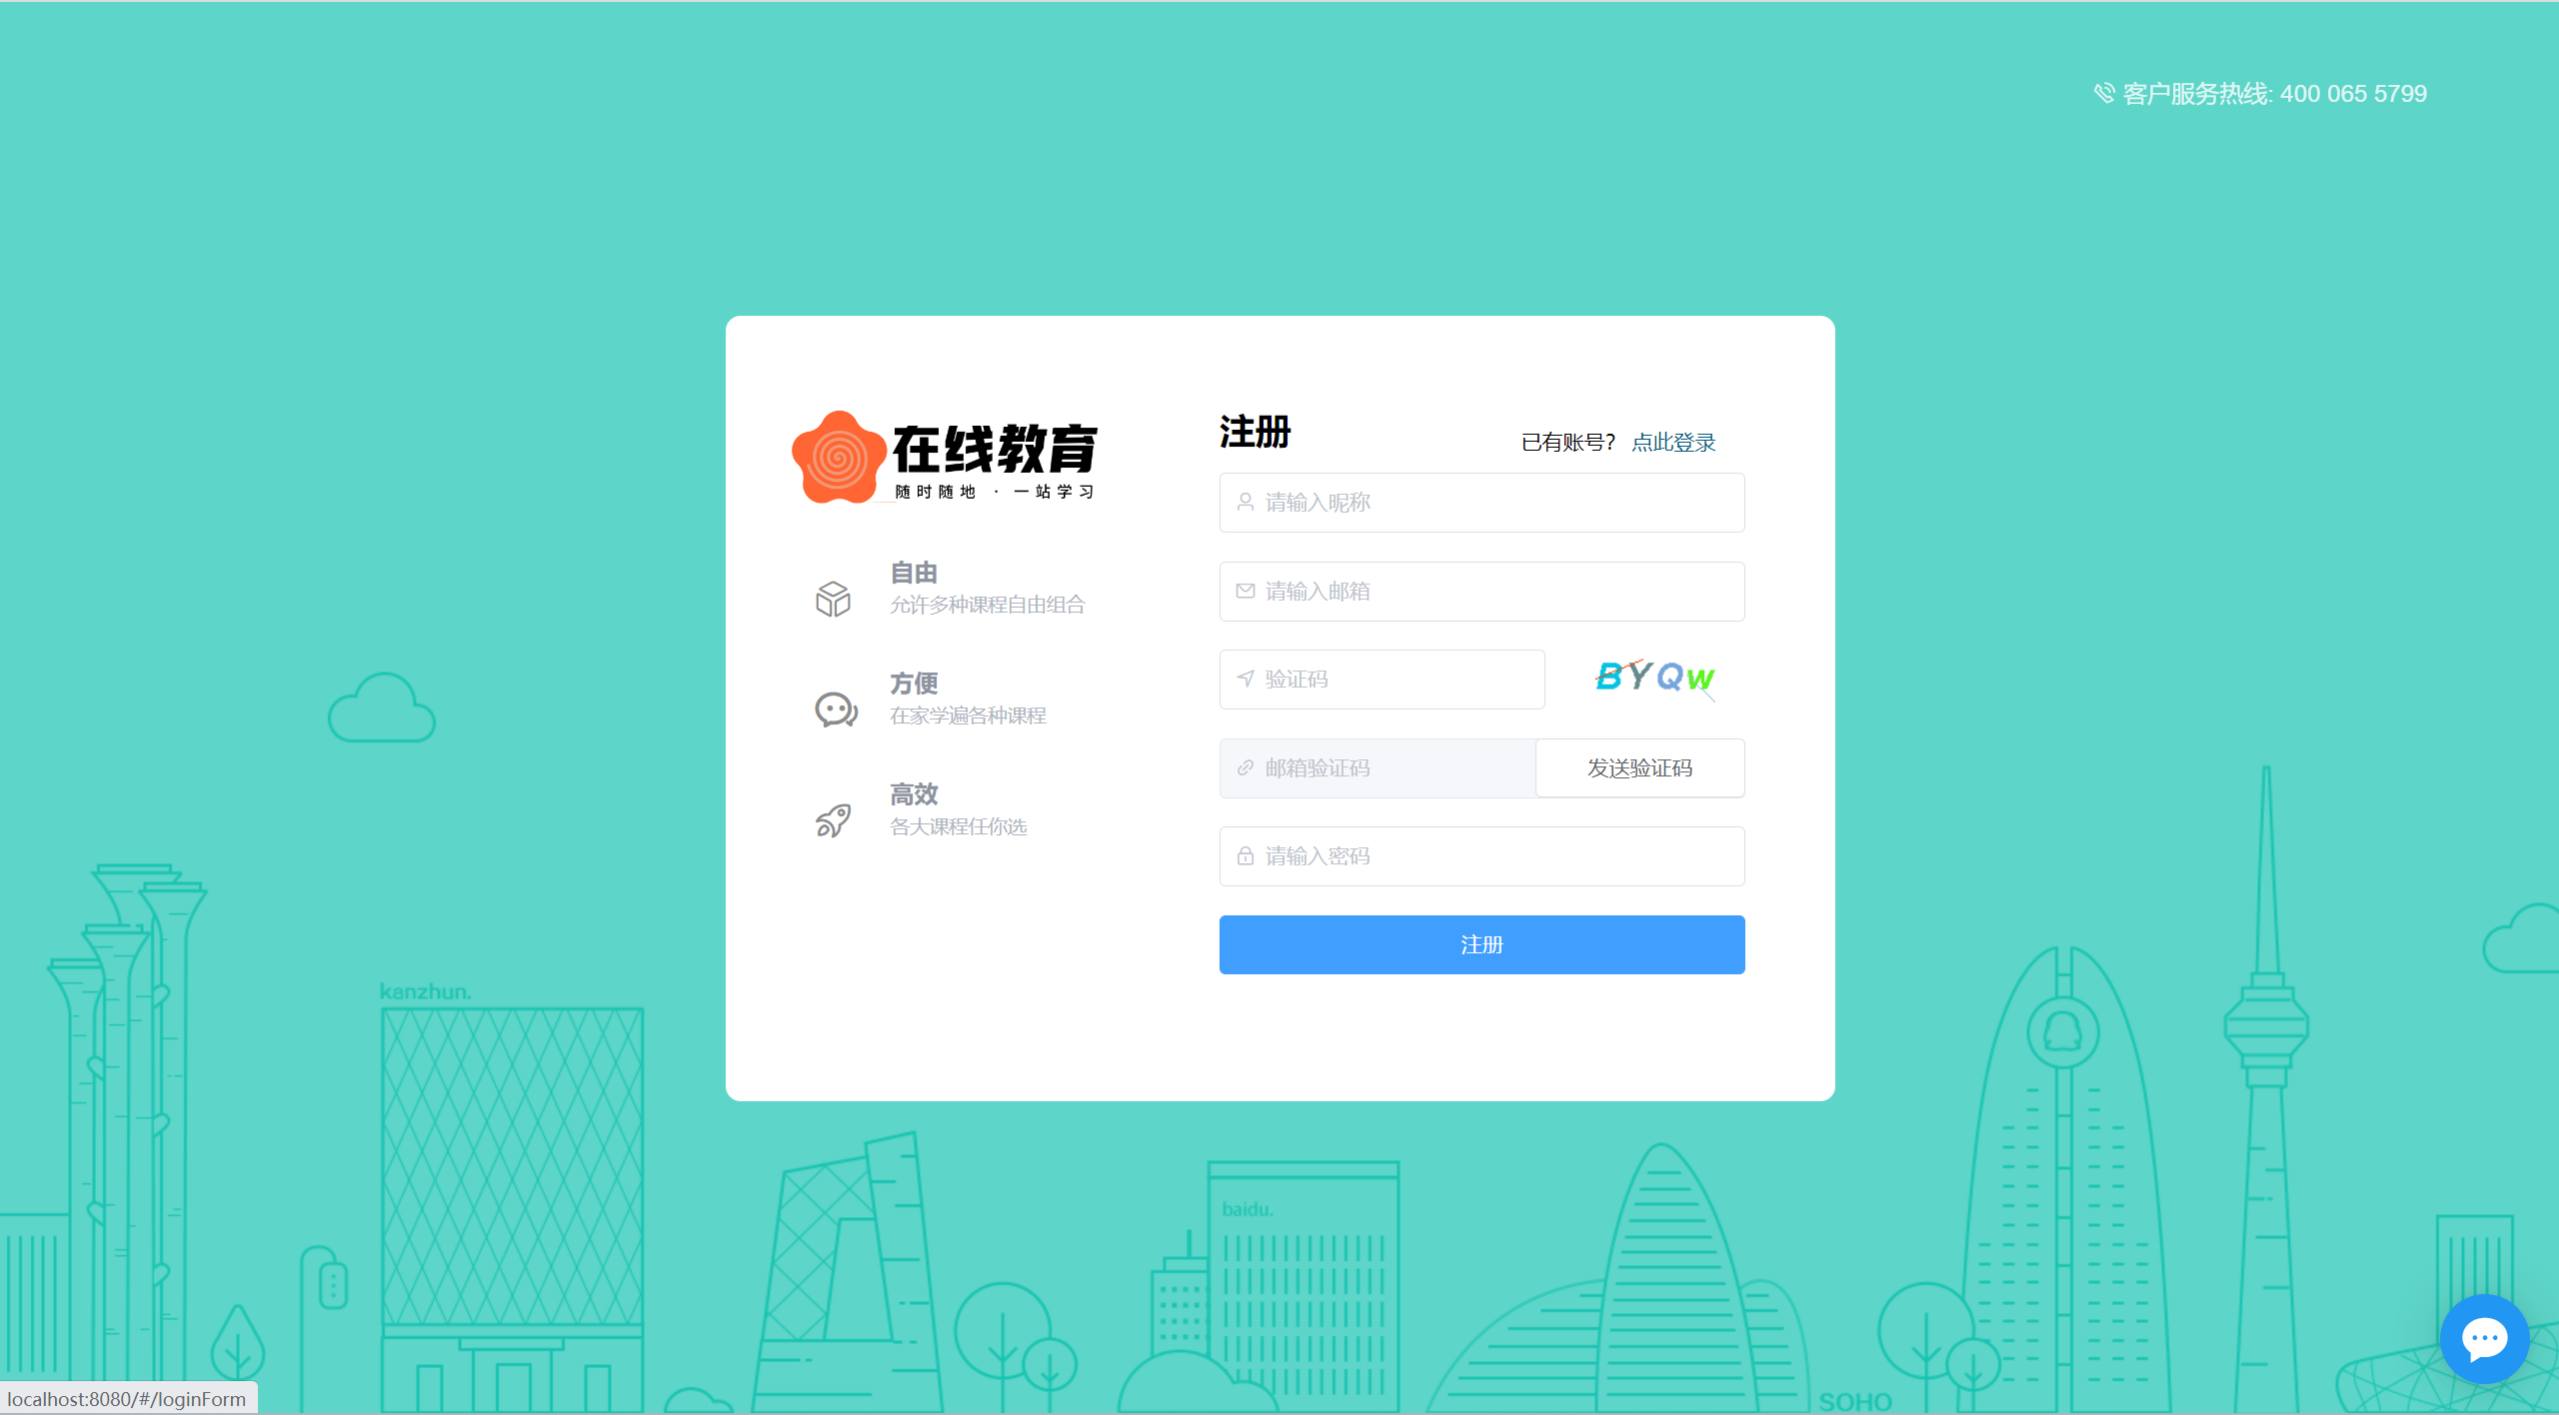 客户服务热线: 400 065 5799
在线教育
随时随地 · 一站学习
自由
允许多种课程自由组合
方便
在家学遍各种课程
高效
各大课程任你选
注册
已有账号? 点此登录
请输入昵称
请输入邮箱
验证码
BYQw
邮箱验证码
发送验证码
请输入密码
注册
kanzhun.
baidu.
SOHO
localhost:8080/#/loginForm